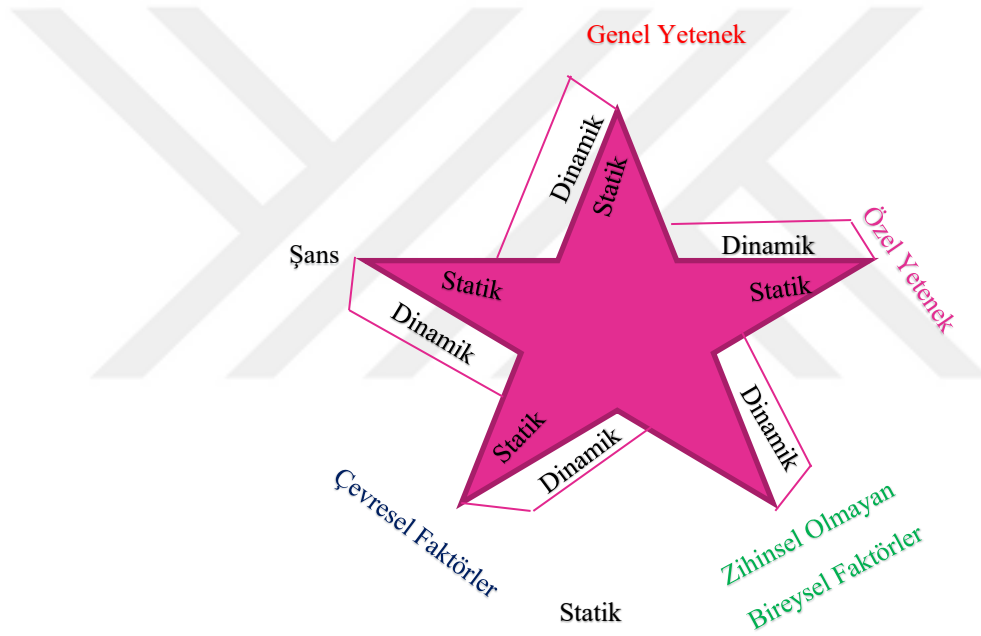 Genel Yetenek
Dinamik
Statik
Özel Yetenek
Dinamik
Statik
Şans
Statik
Dinamik
Dinamik
Statik
Dinamik
Çevresel Faktörler
Zihinsel Olmayan
Bireysel Faktörler
Statik